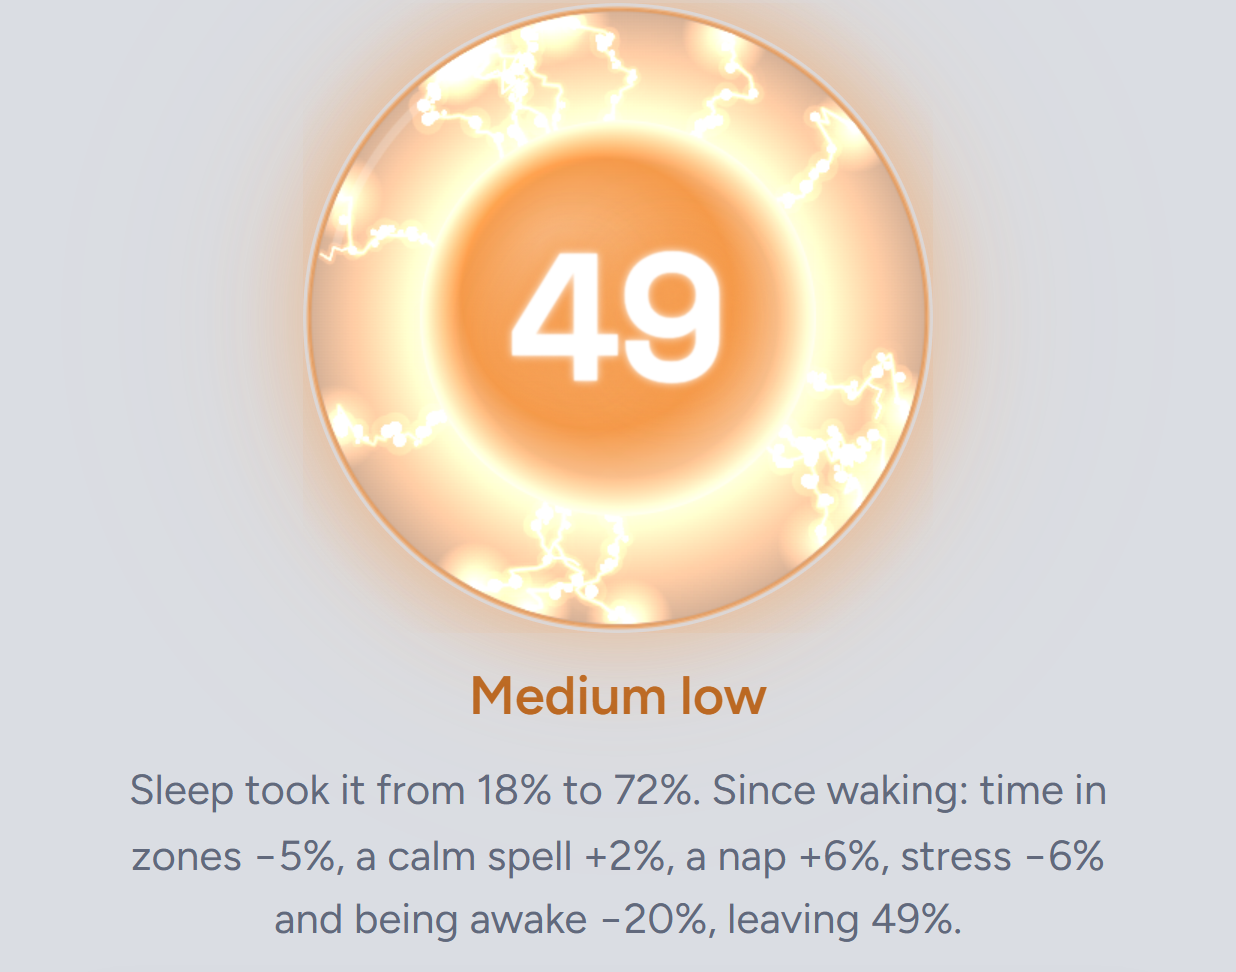 49
Medium low
Sleep took it from 18% to 72%. Since waking: time in
zones −5%, a calm spell +2%, a nap +6%, stress −6%
and being awake −20%, leaving 49%.